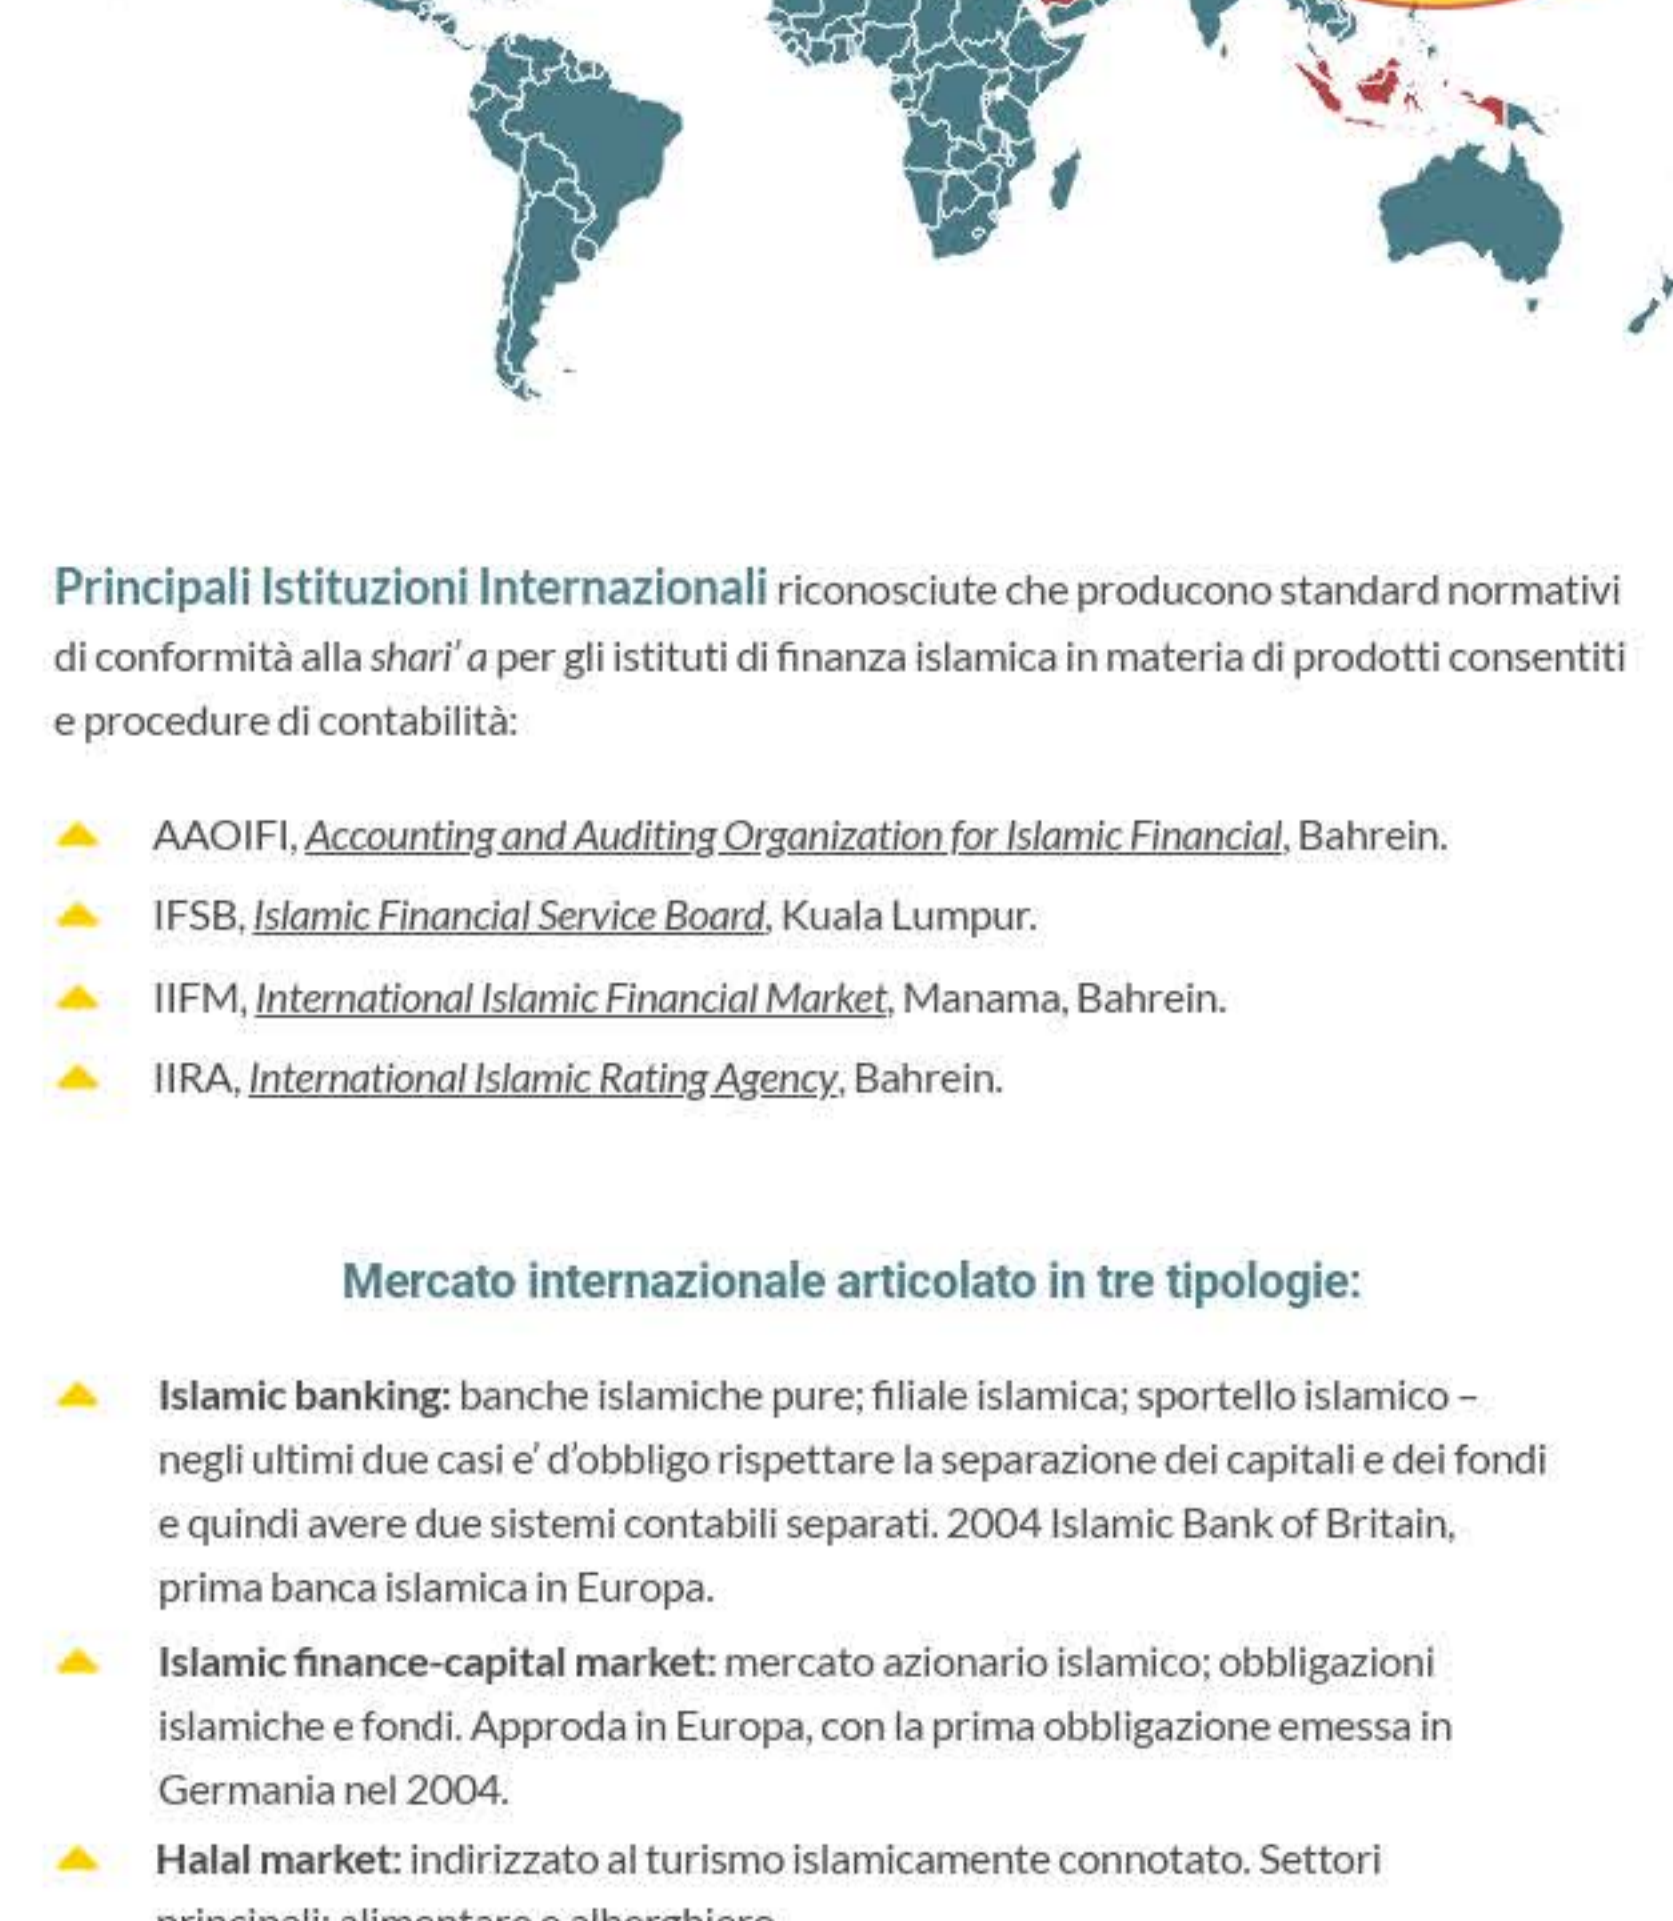 Principali Istituzioni Internazionali riconosciute che producono standard normativi
di conformità alla shari' a per gli istituti di finanza islamica in materia di prodotti consentiti
e procedure di contabilità:
AAOIFI, Accounting and Auditing Organization for Islamic Financial, Bahrein.
IFSB, Islamic Financial Service Board, Kuala Lumpur.
IIFM, International Islamic Financial Market, Manama, Bahrein.
IIRA, International Islamic Rating Agency, Bahrein.
Mercato internazionale articolato in tre tipologie:
Islamic banking: banche islamiche pure; filiale islamica; sportello islamico –
negli ultimi due casi e' d'obbligo rispettare la separazione dei capitali e dei fondi
e quindi avere due sistemi contabili separati. 2004 Islamic Bank of Britain,
prima banca islamica in Europa.
Islamic finance-capital market: mercato azionario islamico; obbligazioni
islamiche e fondi. Approda in Europa, con la prima obbligazione emessa in
Germania nel 2004.
Halal market: indirizzato al turismo islamicamente connotato. Settori
principali: alimentare e alberghiero.